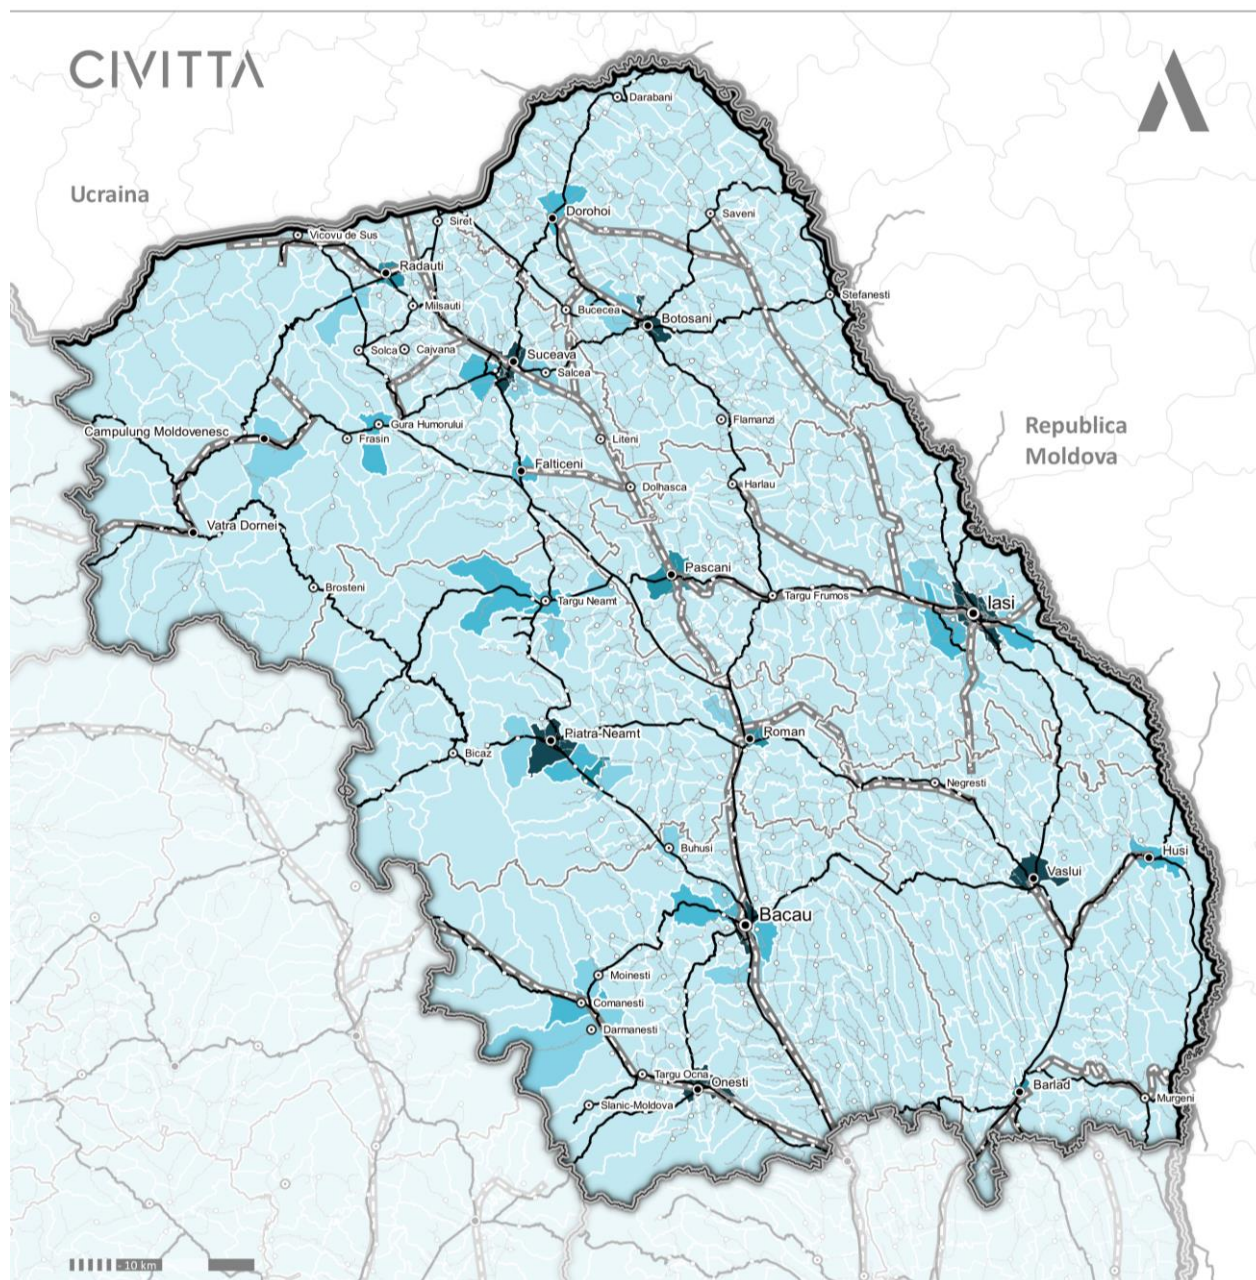 CIVITTA
Ucraina
Republica
Moldova
Darabani
Dorohoi
Saveni
Siret
Vicovu de Sus
Radauti
Milsauti
Bucecea
Botosani
Stefanesti
Solca
Cajvana
Suceava
Salcea
Campulung Moldovenesc
Gura Humorului
Frasin
Flamanzi
Liteni
Falticeni
Dolhasca
Harlau
Vatra Dornei
Brosteni
Pascani
Targu Neamt
Targu Frumos
Iasi
Piatra-Neamt
Bicaz
Roman
Negresti
Buhusi
Vaslui
Husi
Bacau
Moinesti
Comanesti
Darmanesti
Targu Ocna
Onesti
Slanic-Moldova
Barlad
Murgeni
10 km